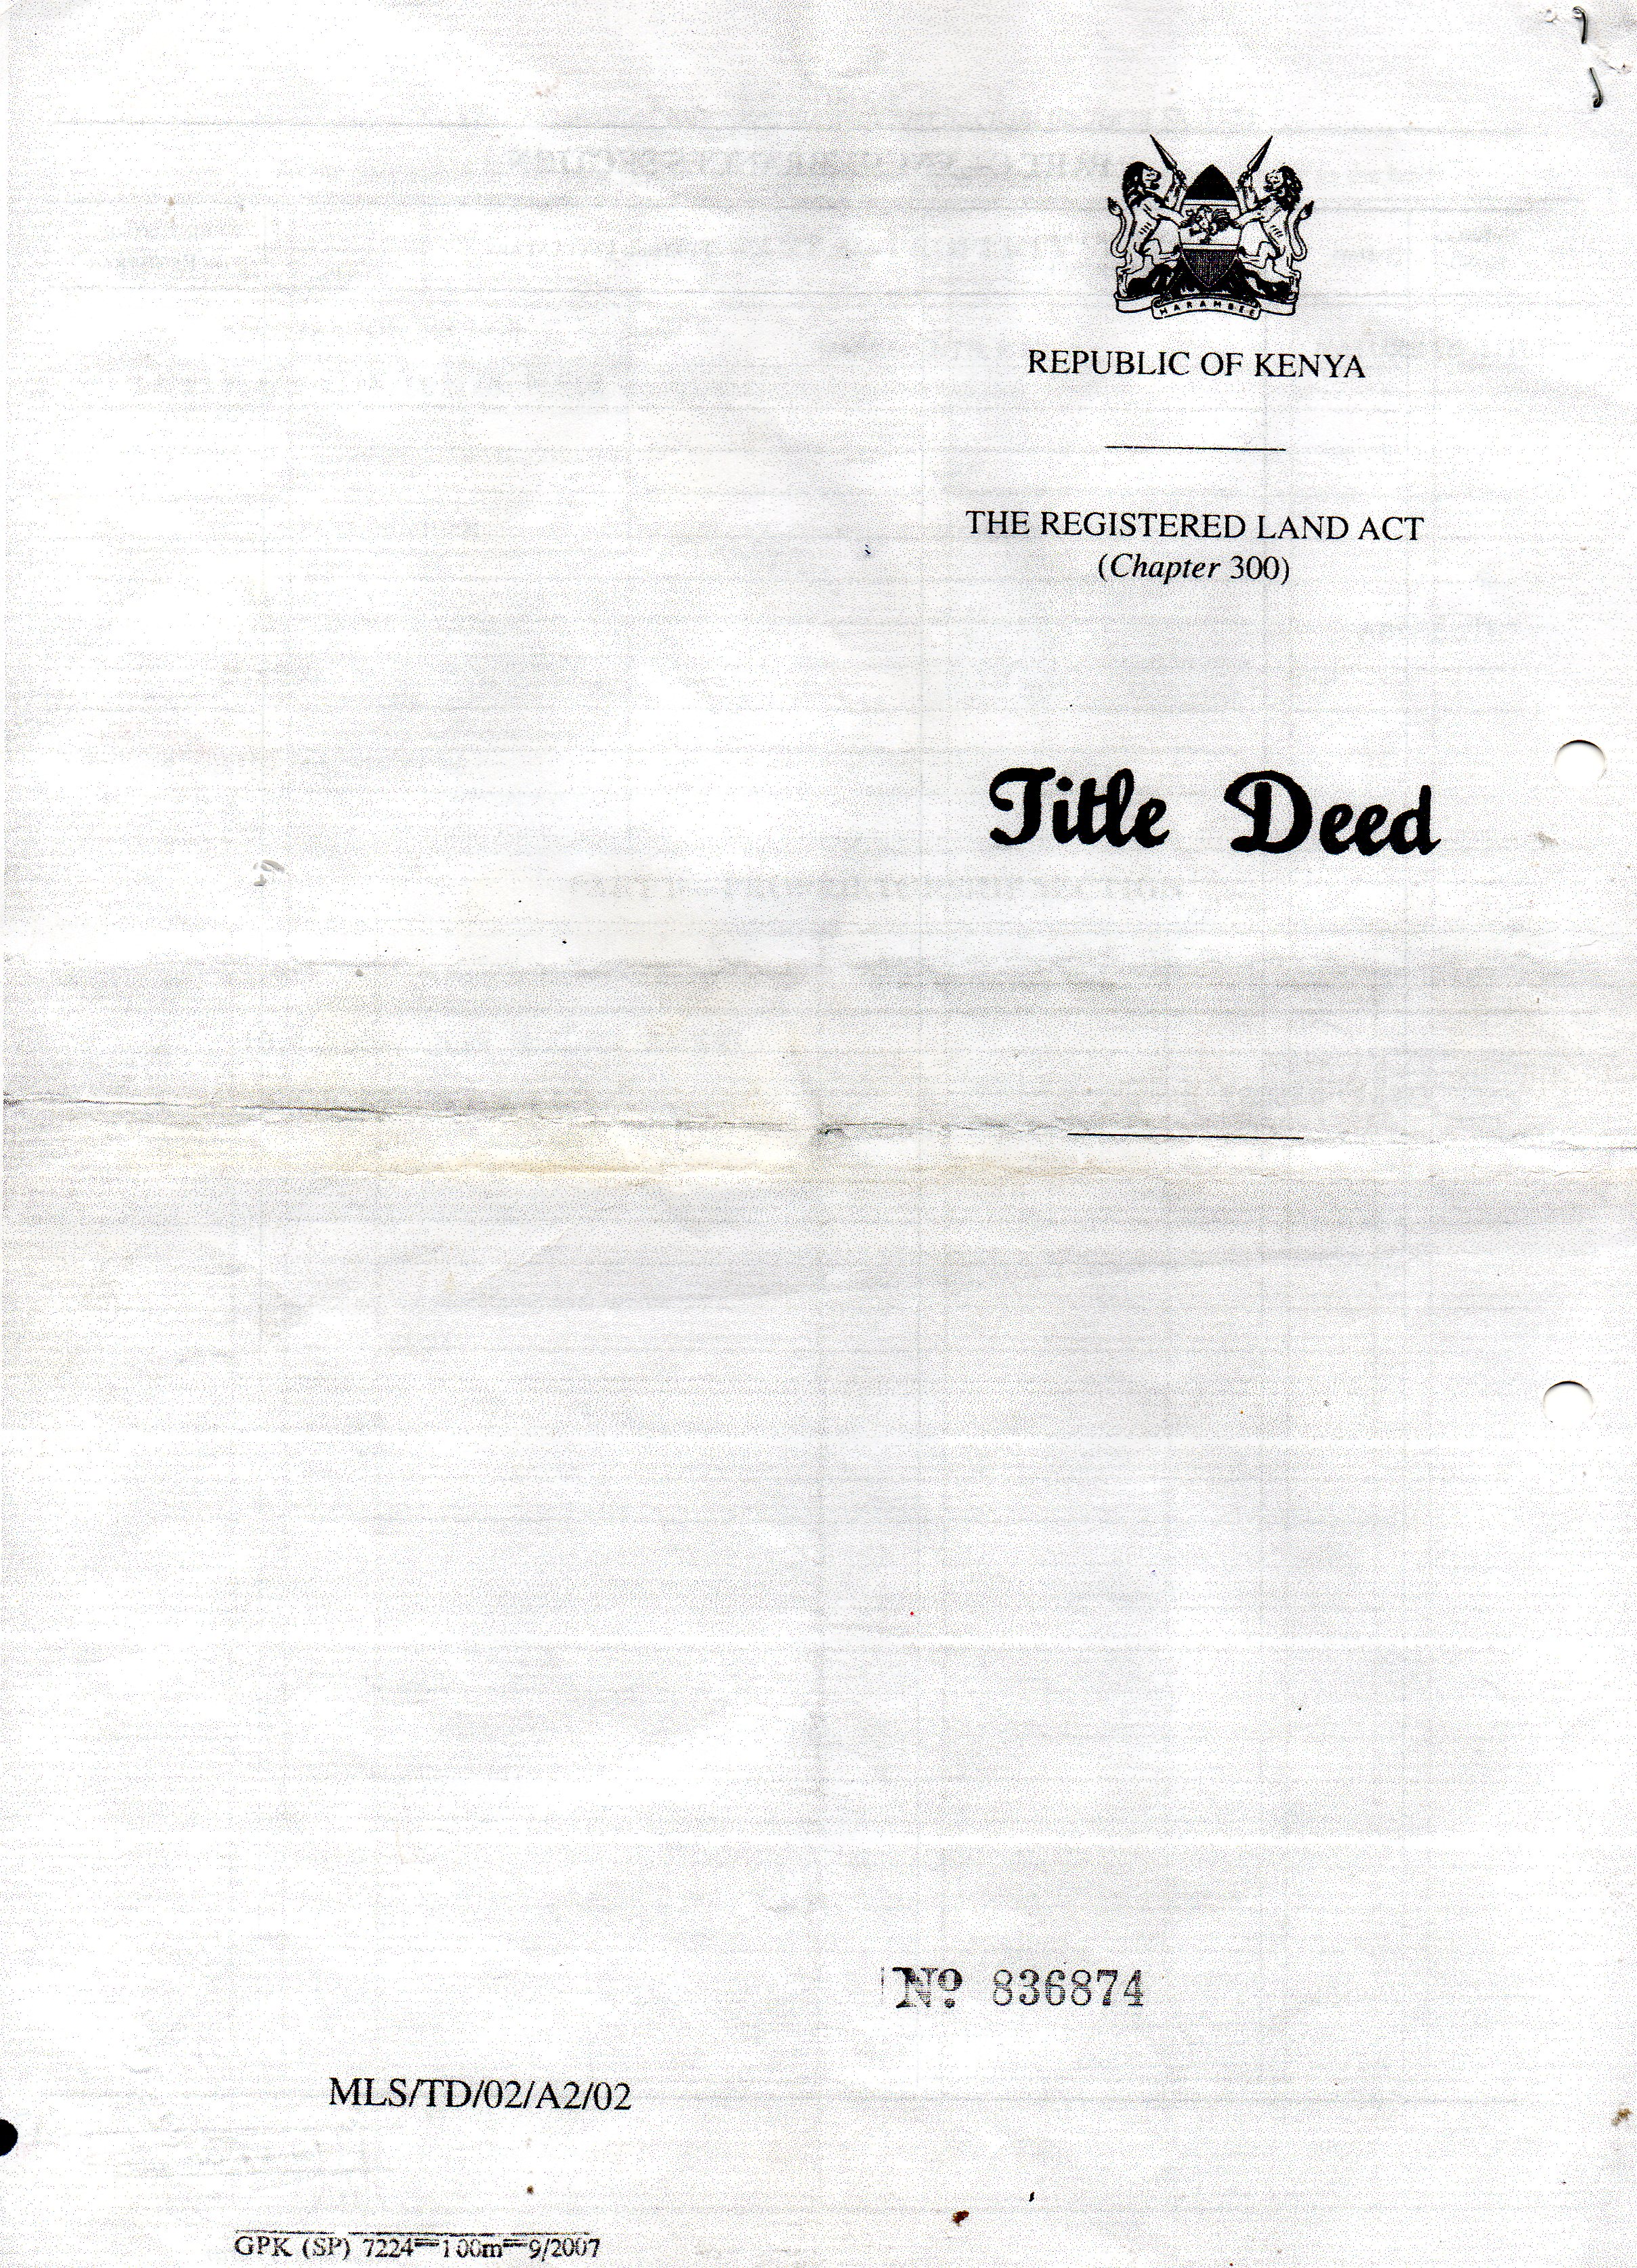 HARAMBEE
REPUBLIC OF KENYA
THE REGISTERED LAND ACT
(Chapter 300)
Title Deed
Nº 836874
MLS/TD/02/A2/02
GPK (SP) 7224—100m—9/2007